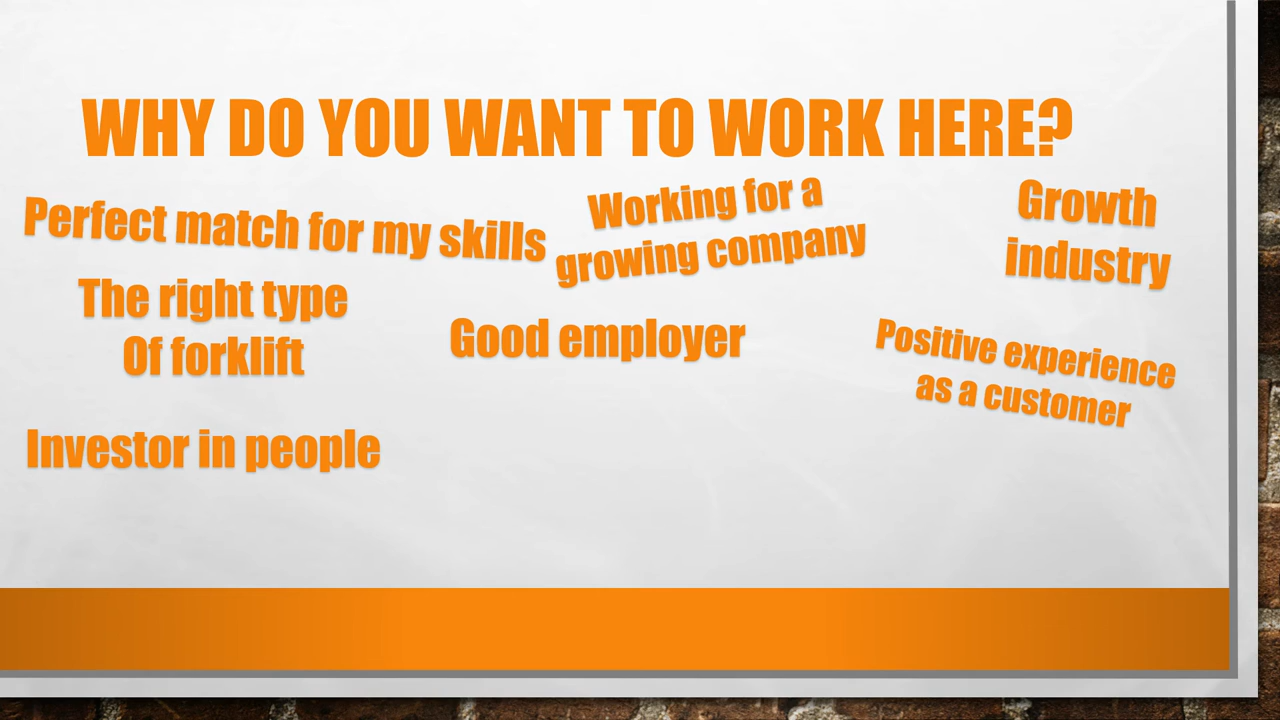 WHY DO YOU WANT TO WORK HERE?
Perfect match for my skills
Working for a
growing company
Growth
industry
The right type
Of forklift
Good employer
Positive experience
as a customer
Investor in people